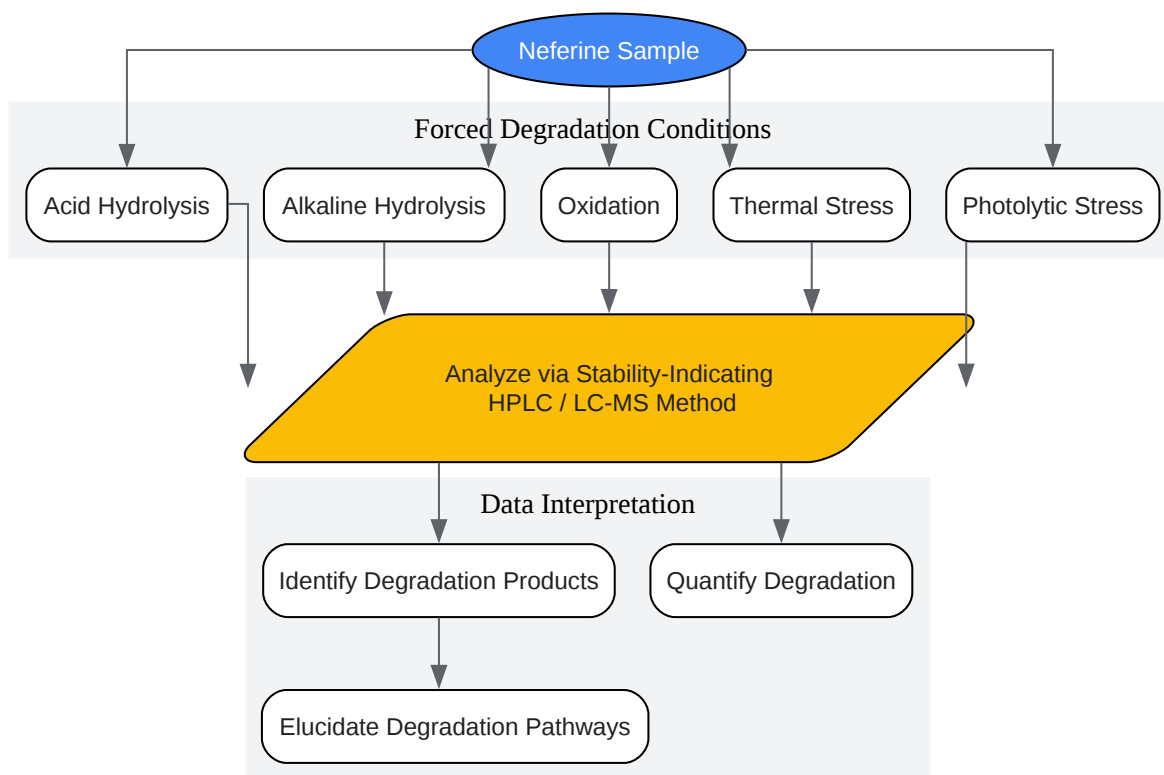 Neferine Sample
Forced Degradation Conditions
Acid Hydrolysis
Alkaline Hydrolysis
Oxidation
Thermal Stress
Photolytic Stress
Analyze via Stability-Indicating
HPLC / LC-MS Method
Data Interpretation
Identify Degradation Products
Quantify Degradation
Elucidate Degradation Pathways